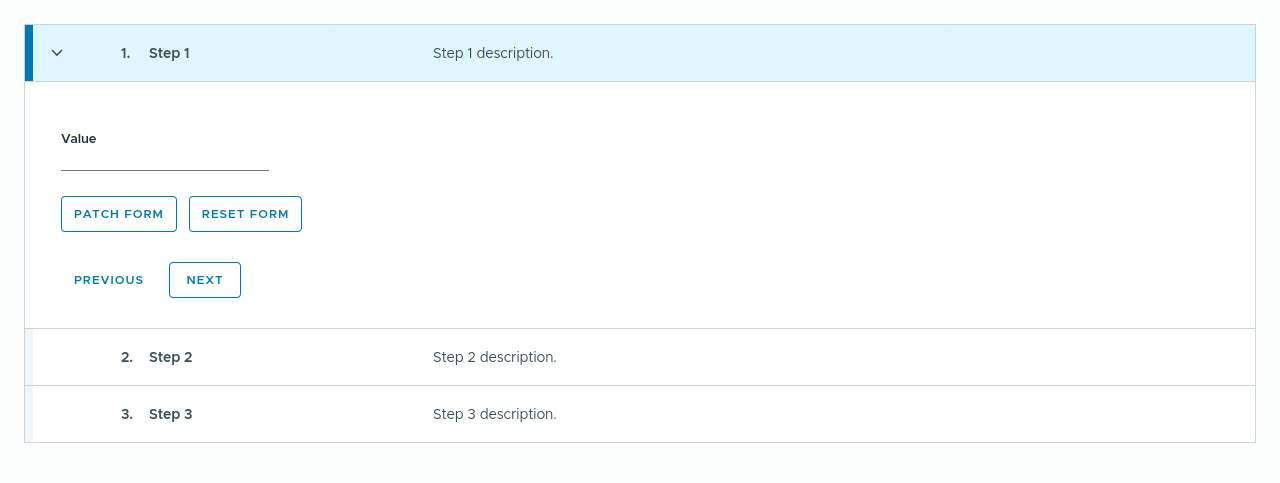 1. Step 1 Step 1 description.
Value
PATCH FORM RESET FORM
PREVIOUS NEXT
2. Step 2 Step 2 description.
3. Step 3 Step 3 description.